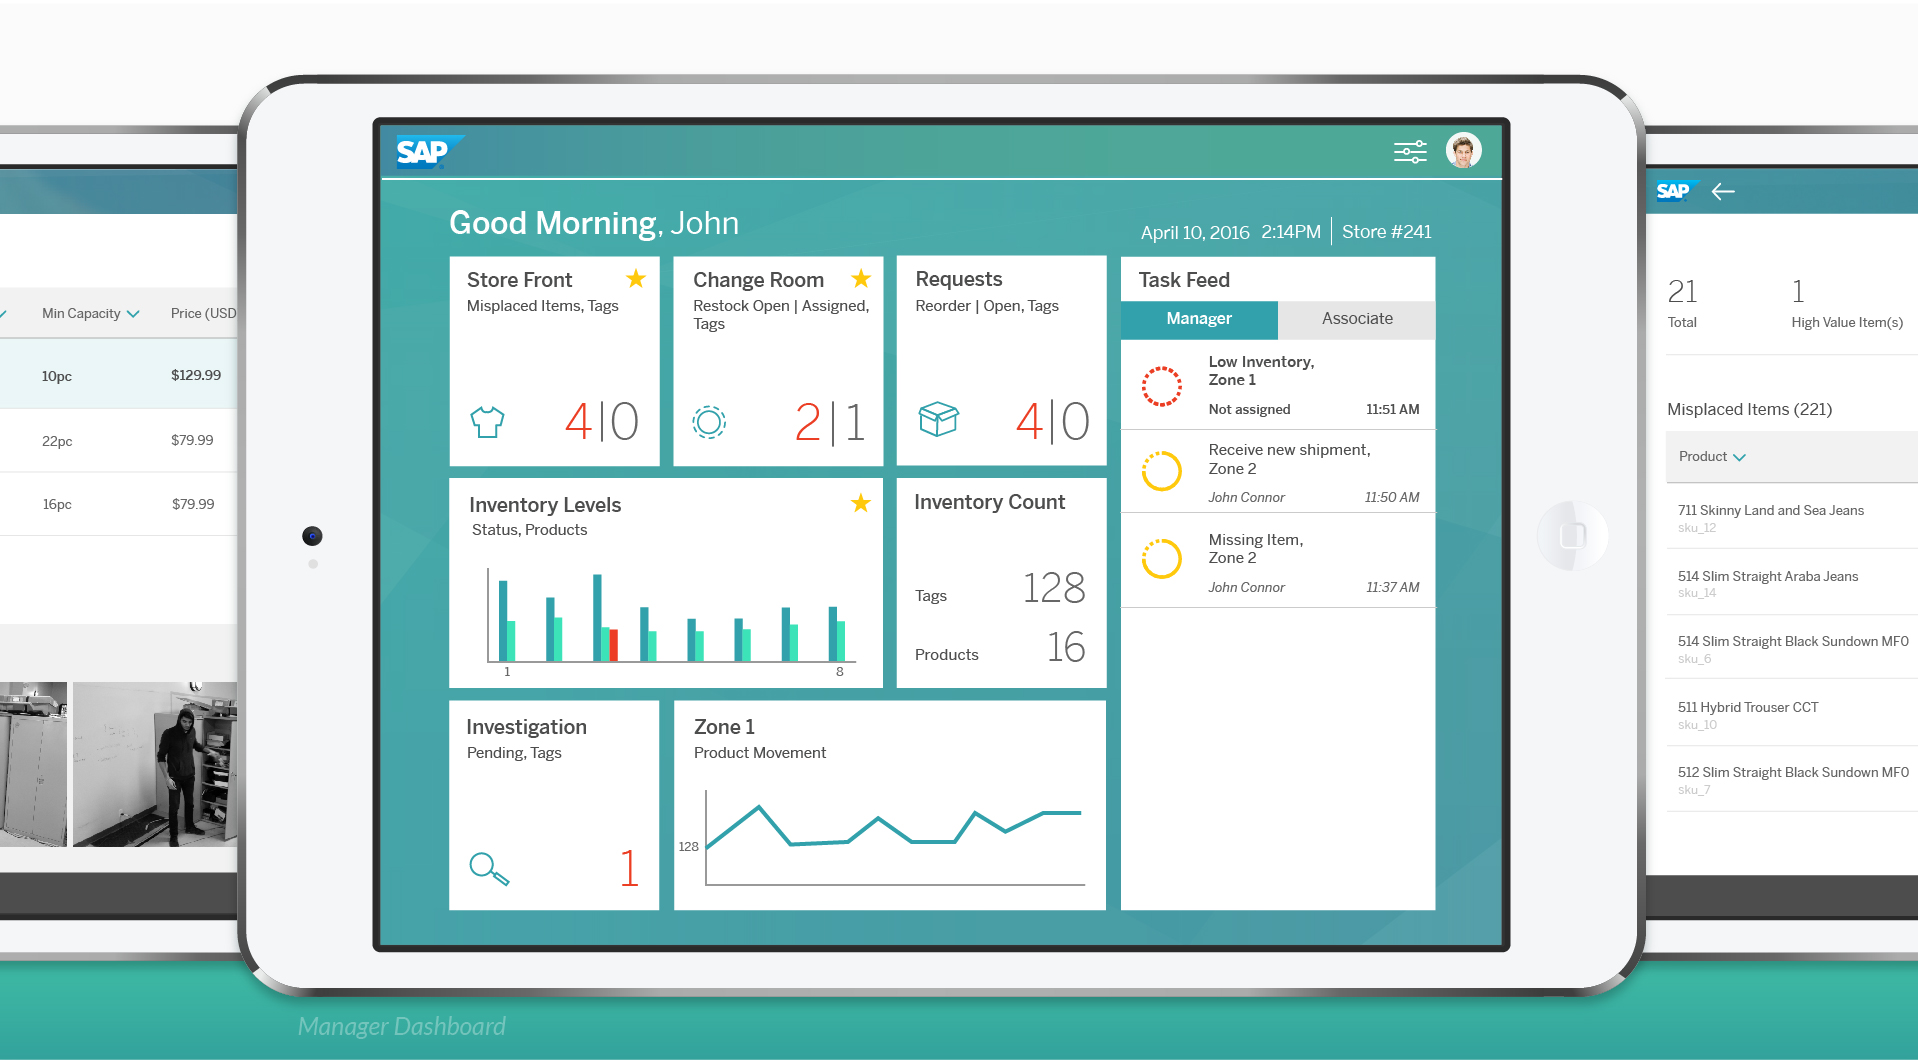 SAP
Good Morning, John
April 10, 2016 2:14PM | Store #241
Store Front
Misplaced Items, Tags
4|0
Change Room
Restock Open | Assigned,
Tags
2|1
Requests
Reorder | Open, Tags
4|0
Task Feed
Manager
Associate
Low Inventory,
Zone 1
Not assigned 11:51 AM
Receive new shipment,
Zone 2
John Connor 11:50 AM
Missing Item,
Zone 2
John Connor 11:37 AM
Inventory Levels
Status, Products
1 8
Inventory Count
Tags 128
Products 16
Investigation
Pending, Tags
1
Zone 1
Product Movement
128
Min Capacity Price (USD
10pc $129.99
22pc $79.99
16pc $79.99
SAP
21 1
Total High Value Item(s)
Misplaced Items (221)
Product
711 Skinny Land and Sea Jeans
sku_12
514 Slim Straight Araba Jeans
sku_14
514 Slim Straight Black Sundown MF0
sku_6
511 Hybrid Trouser CCT
sku_10
512 Slim Straight Black Sundown MF0
sku_7
Manager Dashboard